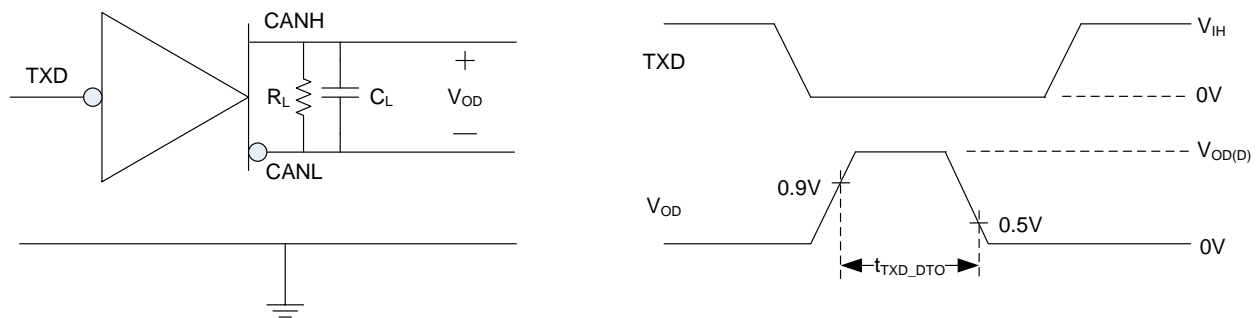 CANH
TXD
R_L
C_L
+
V_OD
—
CANL
TXD
V_IH
0V
V_OD(D)
0.9V
V_OD
0.5V
0V
t_TXD_DTO